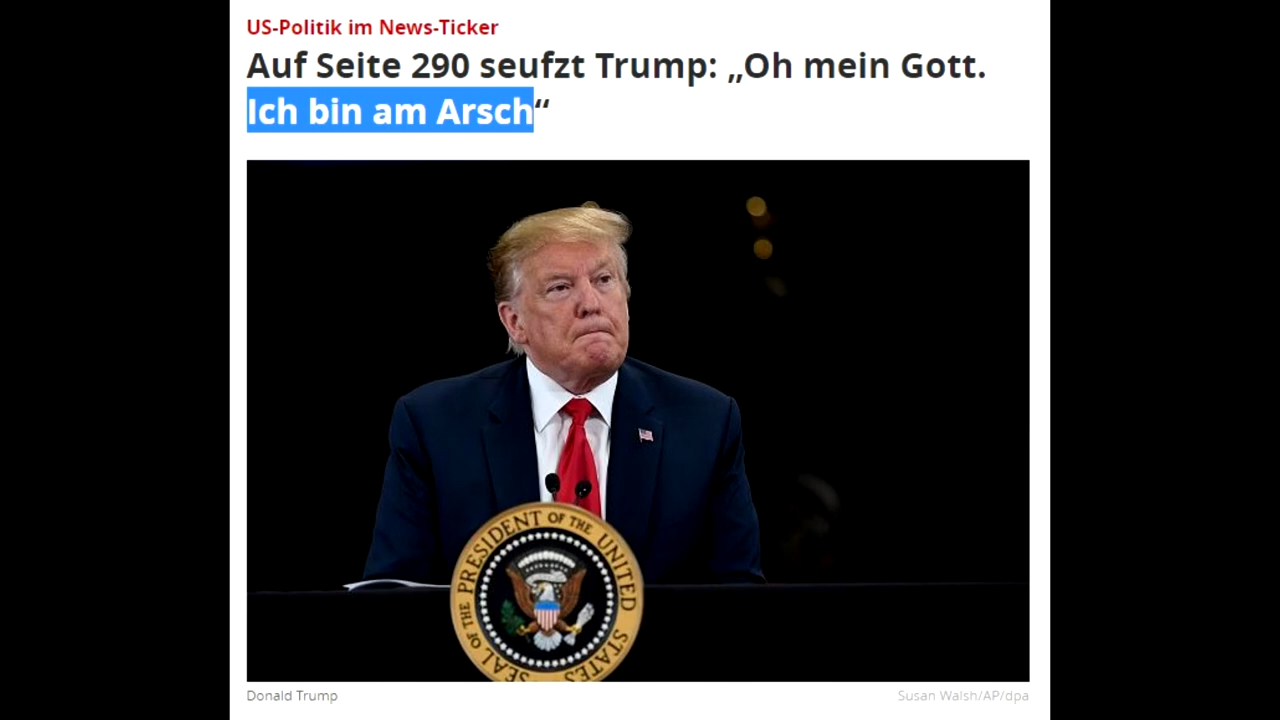 US-Politik im News-Ticker
Auf Seite 290 seufzt Trump: „Oh mein Gott.
Ich bin am Arsch“
SEAL OF THE PRESIDENT OF THE UNITED STATES
Donald Trump
Susan Walsh/AP/dpa